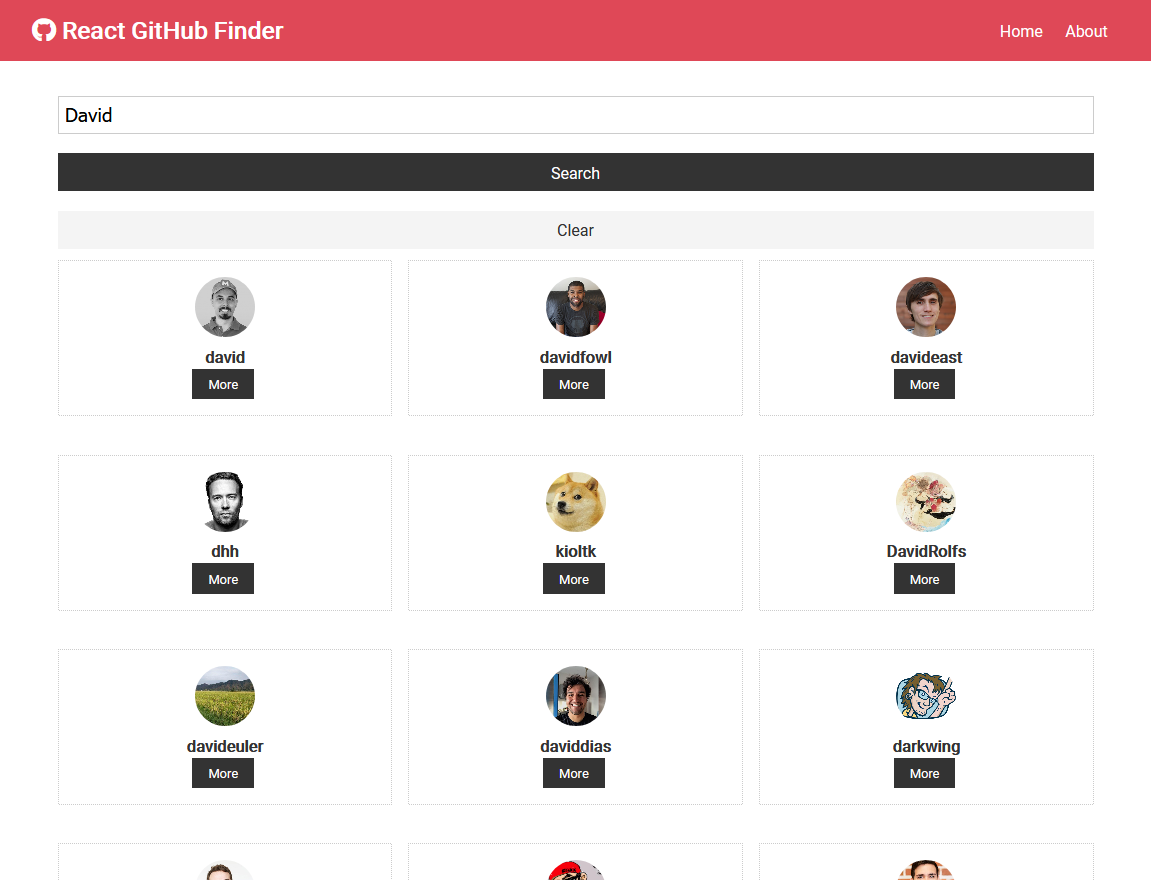 React GitHub Finder
Home About
David
Search
Clear
david davidfowl davideast
More More More
dhh kioltk DavidRolfs
More More More
davideuler daviddias darkwing
More More More